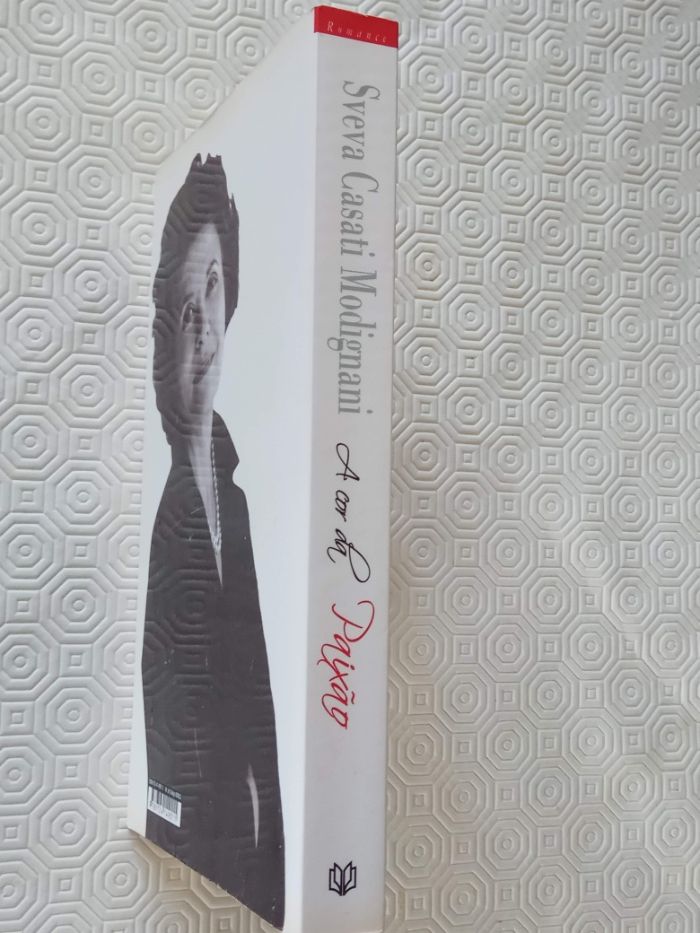 Romance
Sveva Casati Modignani
A cor da Paixão